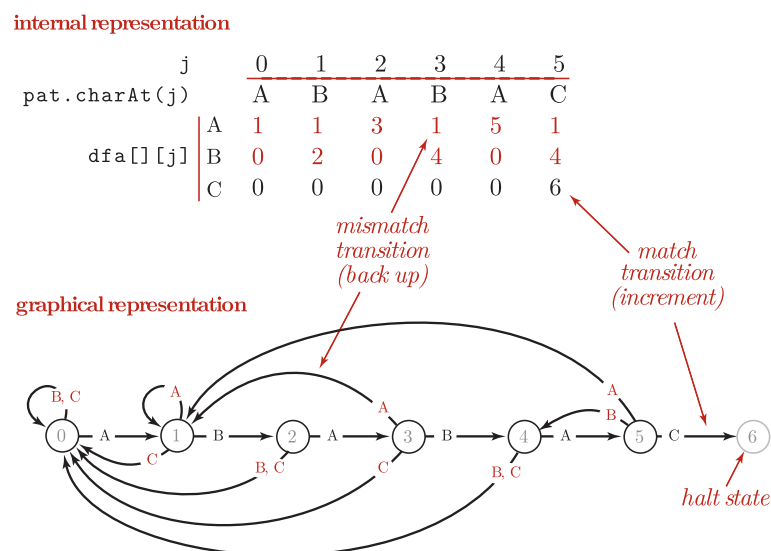 internal representation
j 0 1 2 3 4 5
pat.charAt(j) A B A B A C
A 1 1 3 1 5 1
dfa[][j] B 0 2 0 4 0 4
C 0 0 0 0 0 6
mismatch
transition
(back up)
match
transition
(increment)
graphical representation
B, C A A A B
0 A 1 B 2 A 3 B 4 A 5 C 6
C B, C C B, C
halt state